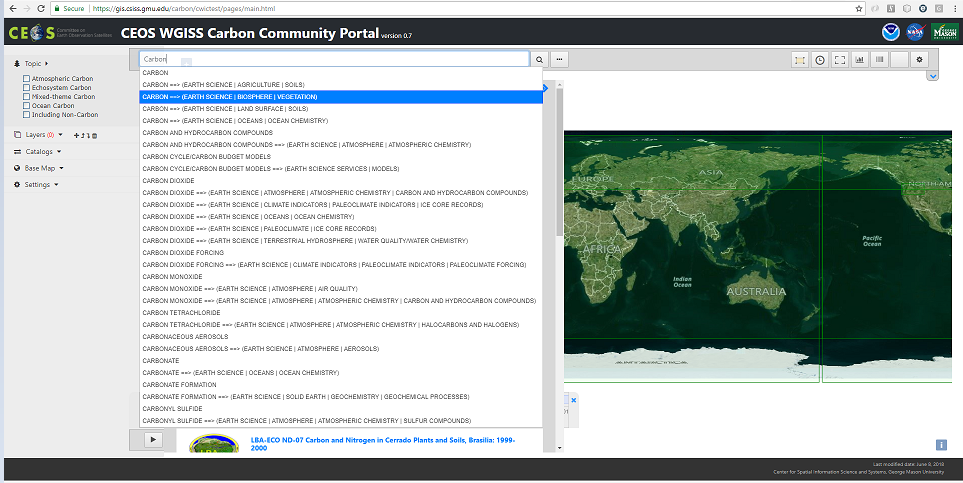 Secure https://gis.csiss.gmu.edu/carbon/cwictest/pages/main.html
CEOS Committee on
Earth Observation Satellites
CEOS WGISS Carbon Community Portal version 0.7
NASA
Topic
Atmospheric Carbon
Echosystem Carbon
Mixed-theme Carbon
Ocean Carbon
Including Non-Carbon
Layers (0)
Catalogs
Base Map
Settings
Carbon
CARBON
CARBON ==> (EARTH SCIENCE | AGRICULTURE | SOILS)
CARBON ==> (EARTH SCIENCE | BIOSPHERE | VEGETATION)
CARBON ==> (EARTH SCIENCE | LAND SURFACE | SOILS)
CARBON ==> (EARTH SCIENCE | OCEANS | OCEAN CHEMISTRY)
CARBON AND HYDROCARBON COMPOUNDS
CARBON AND HYDROCARBON COMPOUNDS ==> (EARTH SCIENCE | ATMOSPHERE | ATMOSPHERIC CHEMISTRY)
CARBON CYCLE/CARBON BUDGET MODELS
CARBON CYCLE/CARBON BUDGET MODELS ==> (EARTH SCIENCE SERVICES | MODELS)
CARBON DIOXIDE
CARBON DIOXIDE ==> (EARTH SCIENCE | ATMOSPHERE | ATMOSPHERIC CHEMISTRY | CARBON AND HYDROCARBON COMPOUNDS)
CARBON DIOXIDE ==> (EARTH SCIENCE | CLIMATE INDICATORS | PALEOCLIMATE INDICATORS | ICE CORE RECORDS)
CARBON DIOXIDE ==> (EARTH SCIENCE | OCEANS | OCEAN CHEMISTRY)
CARBON DIOXIDE ==> (EARTH SCIENCE | PALEOCLIMATE | ICE CORE RECORDS)
CARBON DIOXIDE ==> (EARTH SCIENCE | TERRESTRIAL HYDROSPHERE | WATER QUALITY/WATER CHEMISTRY)
CARBON DIOXIDE FORCING
CARBON DIOXIDE FORCING ==> (EARTH SCIENCE | CLIMATE INDICATORS | PALEOCLIMATE INDICATORS | PALEOCLIMATE FORCING)
CARBON MONOXIDE
CARBON MONOXIDE ==> (EARTH SCIENCE | ATMOSPHERE | AIR QUALITY)
CARBON MONOXIDE ==> (EARTH SCIENCE | ATMOSPHERE | ATMOSPHERIC CHEMISTRY | CARBON AND HYDROCARBON COMPOUNDS)
CARBON TETRACHLORIDE
CARBON TETRACHLORIDE ==> (EARTH SCIENCE | ATMOSPHERE | ATMOSPHERIC CHEMISTRY | HALOCARBONS AND HALOGENS)
CARBONACEOUS AEROSOLS
CARBONACEOUS AEROSOLS ==> (EARTH SCIENCE | ATMOSPHERE | AEROSOLS)
CARBONATE
CARBONATE ==> (EARTH SCIENCE | OCEANS | OCEAN CHEMISTRY)
CARBONATE FORMATION
CARBONATE FORMATION ==> (EARTH SCIENCE | SOLID EARTH | GEOCHEMISTRY | GEOCHEMICAL PROCESSES)
CARBONYL SULFIDE
CARBONYL SULFIDE ==> (EARTH SCIENCE | ATMOSPHERE | ATMOSPHERIC CHEMISTRY | SULFUR COMPOUNDS)
LBA-ECO ND-07 Carbon and Nitrogen in Cerrado Plants and Soils, Brasilia: 1999-
2000
EUROPE
ASIA
NORTH AM
AFRICA
Pacific
Ocean
Indian
Ocean
AUSTRALIA
Last modified date: June 8, 2018
Center for Spatial Information Science and Systems, George Mason University